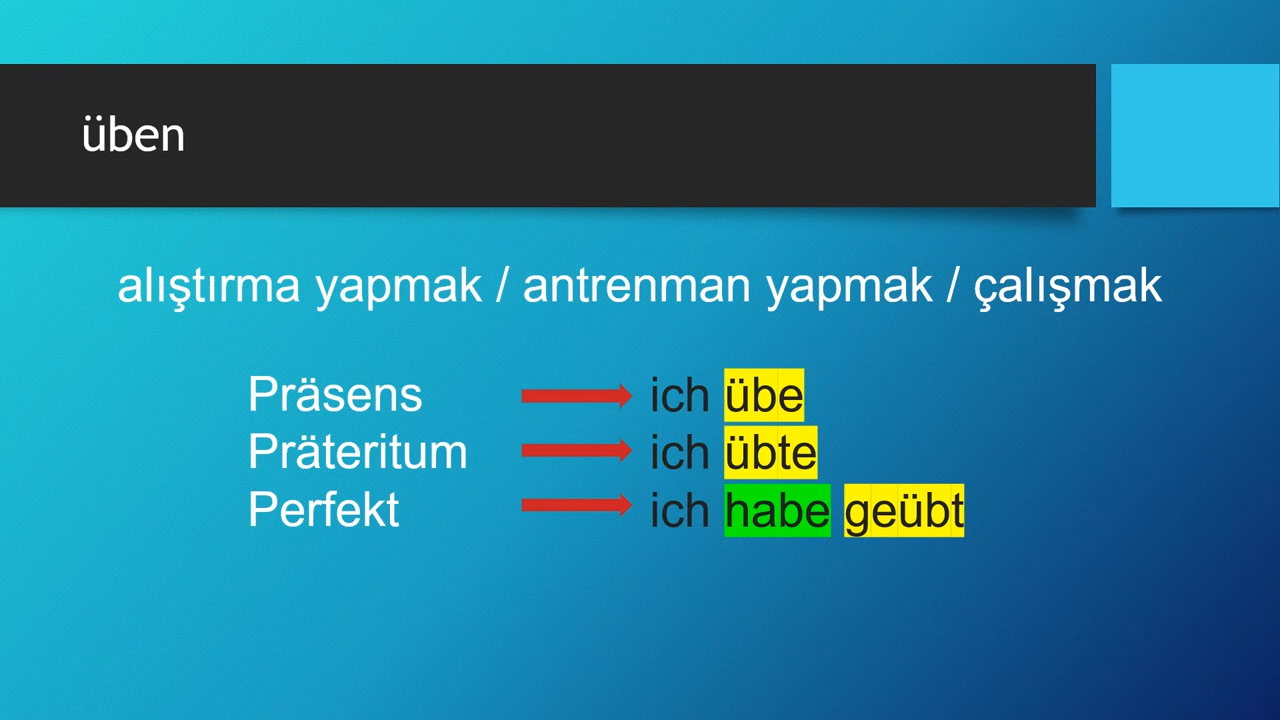 üben
alıştırma yapmak / antrenman yapmak / çalışmak
Präsens ich übe
Präteritum ich übte
Perfekt ich habe geübt